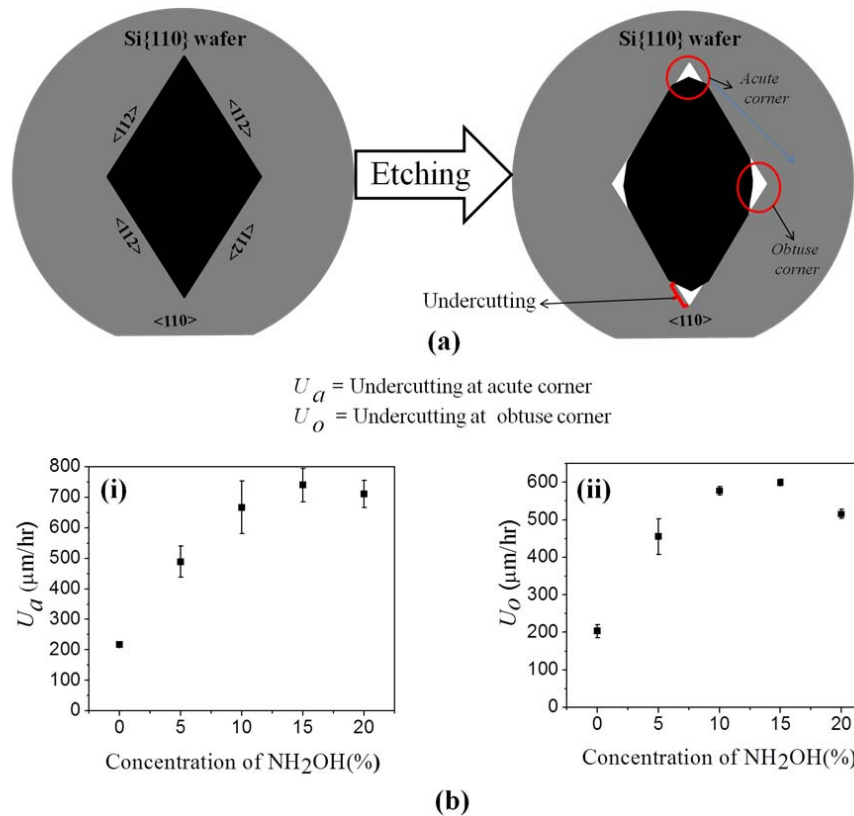 Si{110} wafer
<112>
<112>
<112>
<112>
<110>
Etching
Si{110} wafer
Acute
corner
Obtuse
corner
Undercutting
<110>
(a)
U a = Undercutting at acute corner
U o = Undercutting at obtuse corner
(i)
Ua (μm/hr)
800
700
600
500
400
300
200
100
0
0 5 10 15 20
Concentration of NH2OH(%)
(ii)
Uo (μm/hr)
600
500
400
300
200
100
0
0 5 10 15 20
Concentration of NH2OH(%)
(b)